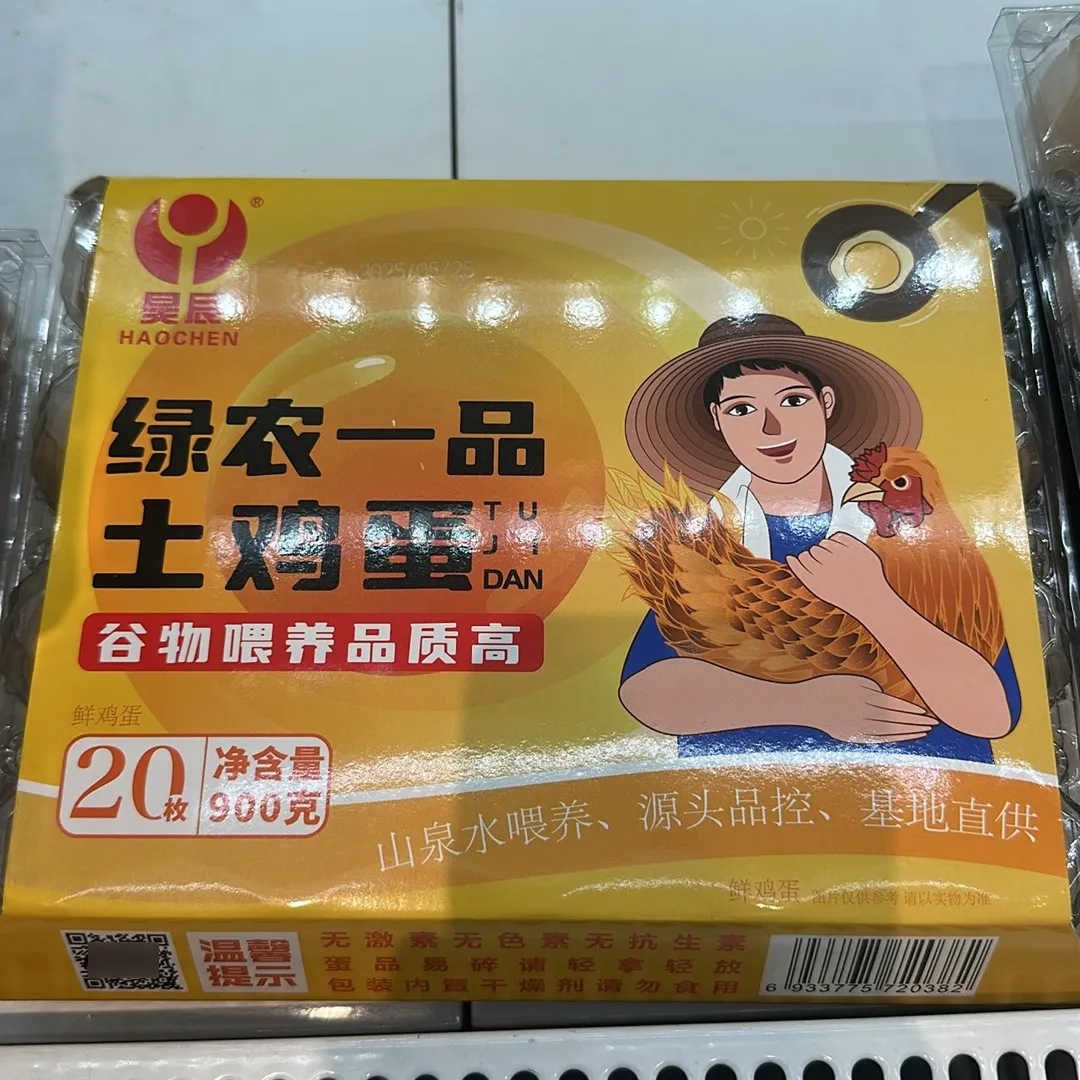 ®
昊晨
HAOCHEN
2025/05/25
绿农一品
土鸡蛋
TU
JI
DAN
谷物喂养品质高
鲜鸡蛋
20枚
净含量
900克
山泉水喂养、源头品控、基地直供
鲜鸡蛋 图片仅供参考 请以实物为准
温馨
提示
无激素无色素无抗生素
蛋品易碎请轻拿轻放
包装内置干燥剂请勿食用
6 933775 720382